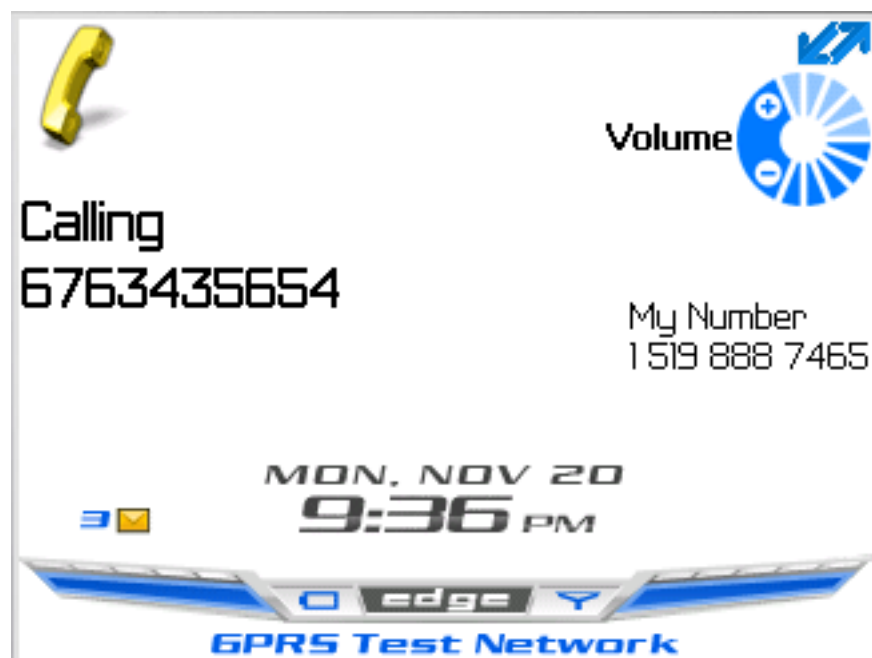 Volume
Calling
6763435654
My Number
1 519 888 7465
MON, NOV 20
9:36 PM
3
edge
GPRS Test Network